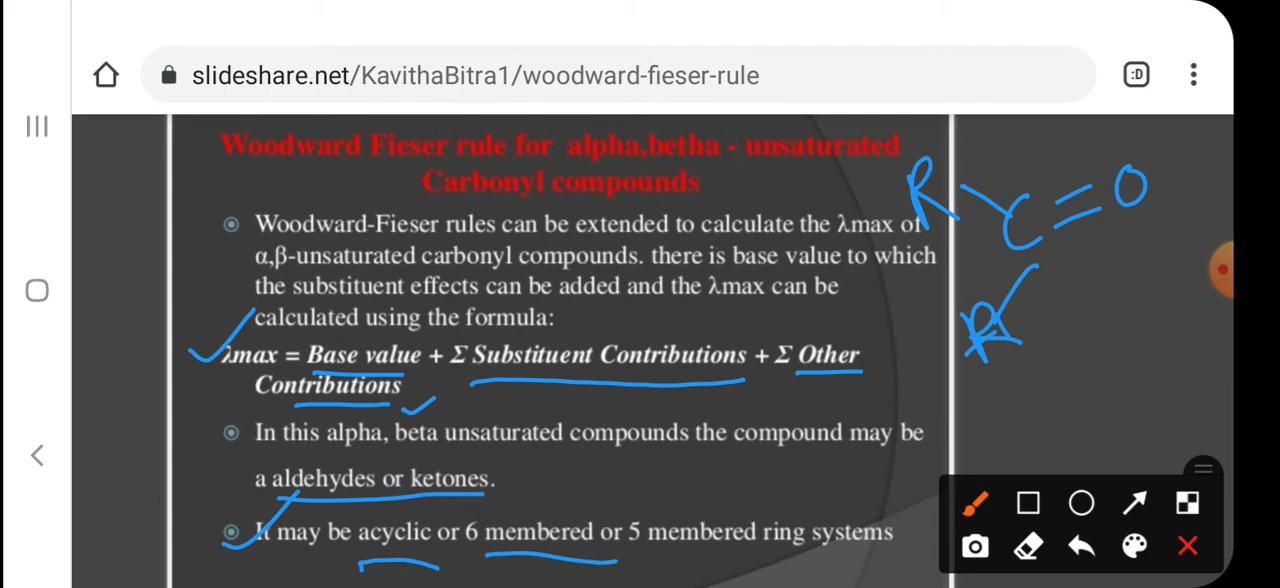 slideshare.net/KavithaBitra1/woodward-fieser-rule
:D
Woodward Fieser rule for alpha,betha - unsaturated
Carbonyl compounds
Woodward-Fieser rules can be extended to calculate the λmax of
α,β-unsaturated carbonyl compounds. there is base value to which
the substituent effects can be added and the λmax can be
calculated using the formula:
λmax = Base value + Σ Substituent Contributions + Σ Other
Contributions
In this alpha, beta unsaturated compounds the compound may be
a aldehydes or ketones.
It may be acyclic or 6 membered or 5 membered ring systems
R C=O
R